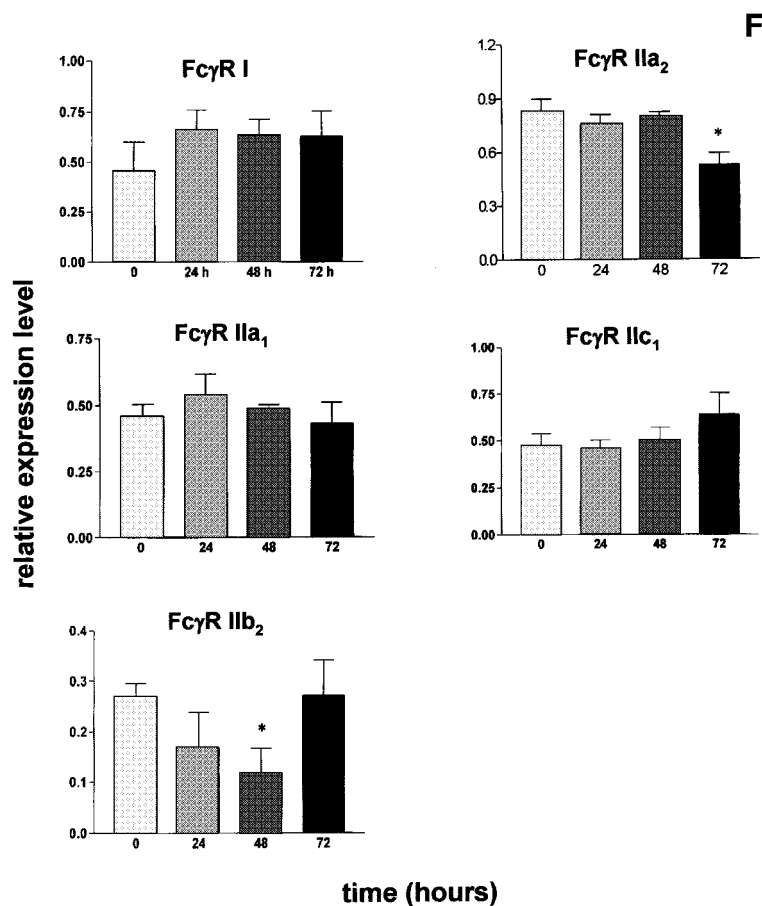 F
FcγR I
1.00
0.75
0.50
0.25
0.00
0 24 h 48 h 72 h
FcγR IIa₂
1.2
0.9
0.6
0.3
0.0
*
0 24 48 72
relative expression level
FcγR IIa₁
0.75
0.50
0.25
0.00
0 24 48 72
FcγR IIc₁
1.00
0.75
0.50
0.25
0.00
0 24 48 72
FcγR IIb₂
0.4
0.3
0.2
0.1
0.0
*
0 24 48 72
time (hours)